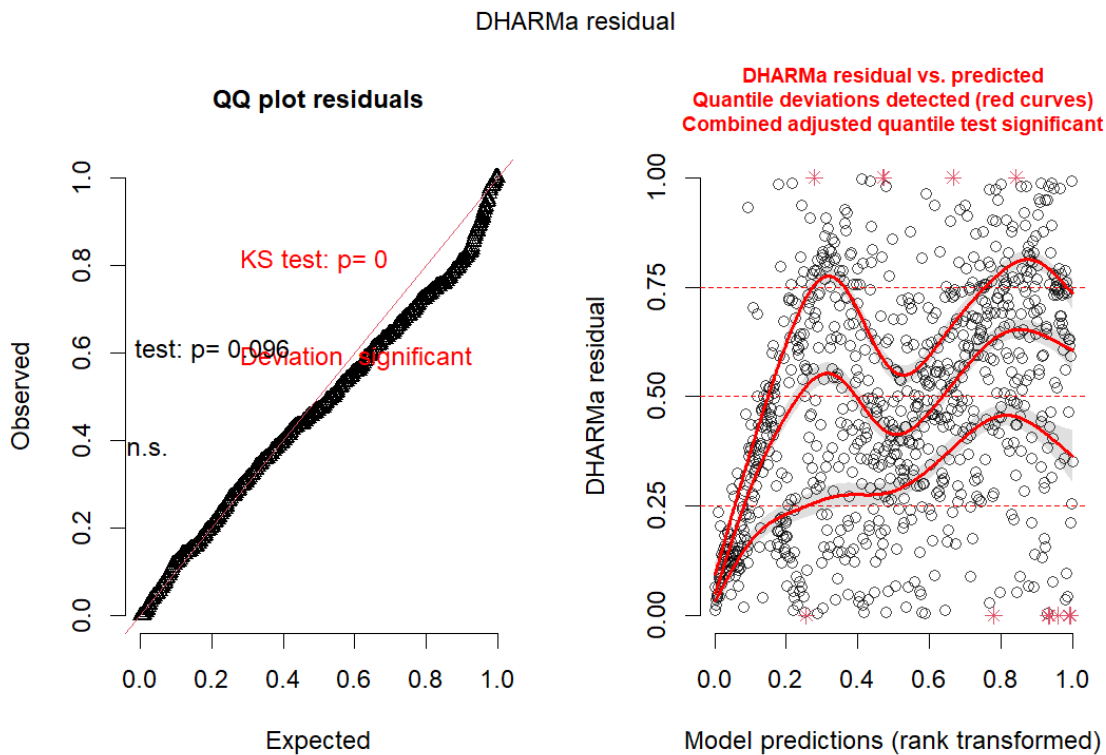 DHARMa residual
QQ plot residuals
Observed
1.0
0.8
0.6
0.4
0.2
0.0
KS test: p= 0
Deviation significant
test: p= 0.096
n.s.
0.0 0.2 0.4 0.6 0.8 1.0
Expected
DHARMa residual vs. predicted
Quantile deviations detected (red curves)
Combined adjusted quantile test significant
DHARMa residual
1.00
0.75
0.50
0.25
0.00
0.0 0.2 0.4 0.6 0.8 1.0
Model predictions (rank transformed)